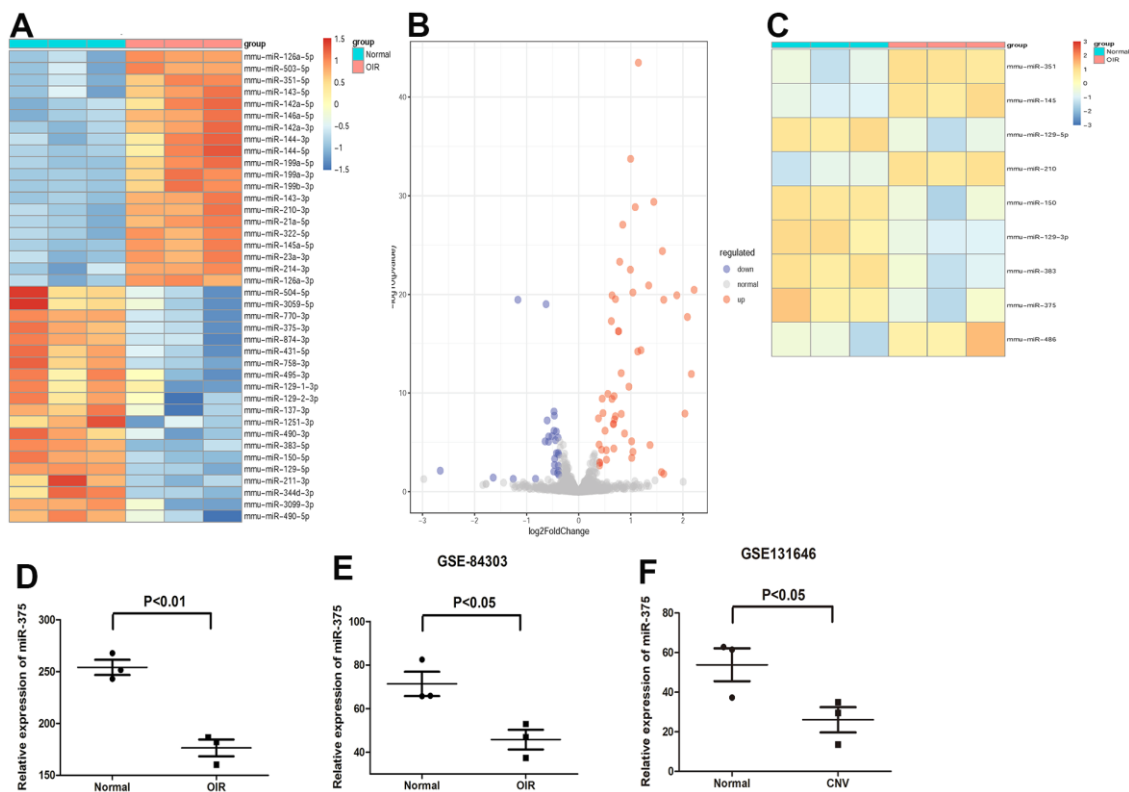 A
group
mmu-miR-126a-5p
mmu-miR-503-5p
mmu-miR-351-5p
mmu-miR-143-5p
mmu-miR-142a-5p
mmu-miR-146a-5p
mmu-miR-142a-3p
mmu-miR-144-3p
mmu-miR-144-5p
mmu-miR-199a-5p
mmu-miR-199a-3p
mmu-miR-199b-3p
mmu-miR-143-3p
mmu-miR-210-3p
mmu-miR-21a-5p
mmu-miR-322-5p
mmu-miR-145a-5p
mmu-miR-23a-3p
mmu-miR-214-3p
mmu-miR-126a-3p
mmu-miR-504-5p
mmu-miR-3059-5p
mmu-miR-770-3p
mmu-miR-375-3p
mmu-miR-874-3p
mmu-miR-431-5p
mmu-miR-758-3p
mmu-miR-495-3p
mmu-miR-129-1-3p
mmu-miR-129-2-3p
mmu-miR-137-3p
mmu-miR-1251-3p
mmu-miR-490-3p
mmu-miR-383-5p
mmu-miR-150-5p
mmu-miR-129-5p
mmu-miR-211-3p
mmu-miR-344d-3p
mmu-miR-3099-3p
mmu-miR-490-5p
1.5
1
0.5
0
−0.5
−1
−1.5
group
Normal
OIR
B
40
30
20
10
0
−3
−2
−1
0
1
2
log2FoldChange
regulated
down
normal
up
C
group
mmu-miR-351
mmu-miR-145
mmu-miR-129-5p
mmu-miR-210
mmu-miR-150
mmu-miR-129-3p
mmu-miR-383
mmu-miR-375
mmu-miR-486
3
2
1
0
−1
−2
−3
group
Normal
OIR
D
P<0.01
Relative expression of miR-375
300
250
200
150
Normal
OIR
E
GSE-84303
P<0.05
Relative expression of miR-375
100
80
60
40
Normal
OIR
F
GSE131646
P<0.05
Relative expression of miR-375
80
60
40
20
0
Normal
CNV